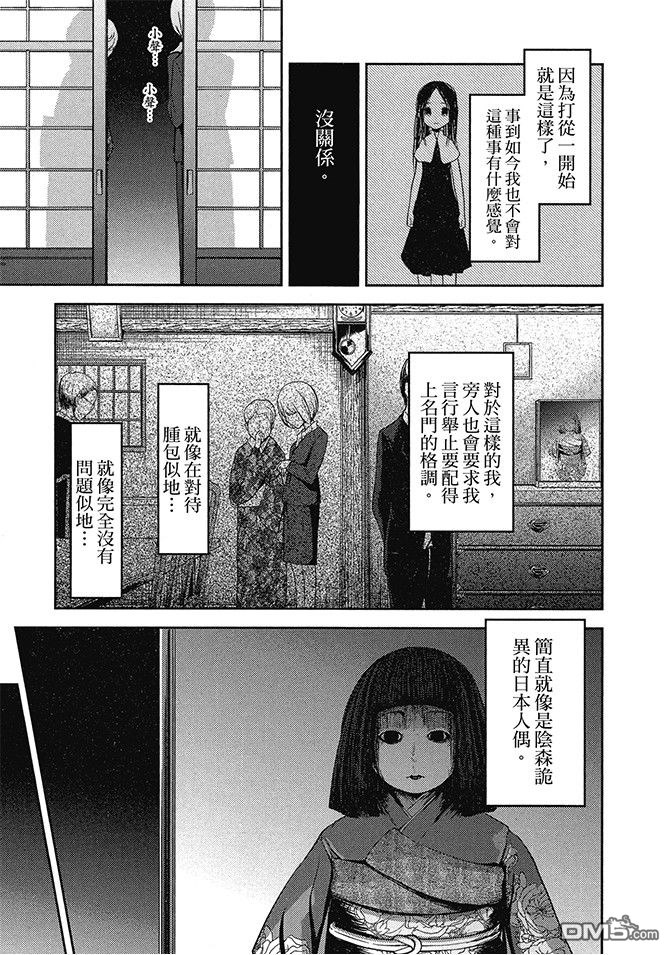 因為打從一開始
就是這樣了，
事到如今我也不會對
這種事有什麼感覺。
沒關係。
小聲…
小聲…
對於這樣的我，
旁人也會要求我
言行舉止要配得
上名門的格調。
就像在對待
腫包似地…
就像完全沒有
問題似地…
簡直就像是陰森詭
異的日本人偶。
DM5.com